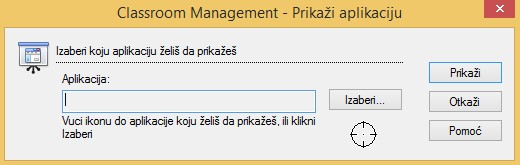 Classroom Management - Prikaži aplikaciju
Izaberi koju aplikaciju želiš da prikažeš
Aplikacija:
Izaberi...
Vuci ikonu do aplikacije koju želiš da prikažeš, ili klikni
Izaberi
Prikaži
Otkaži
Pomoć